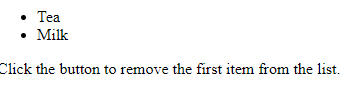 Tea
Milk
Click the button to remove the first item from the list.